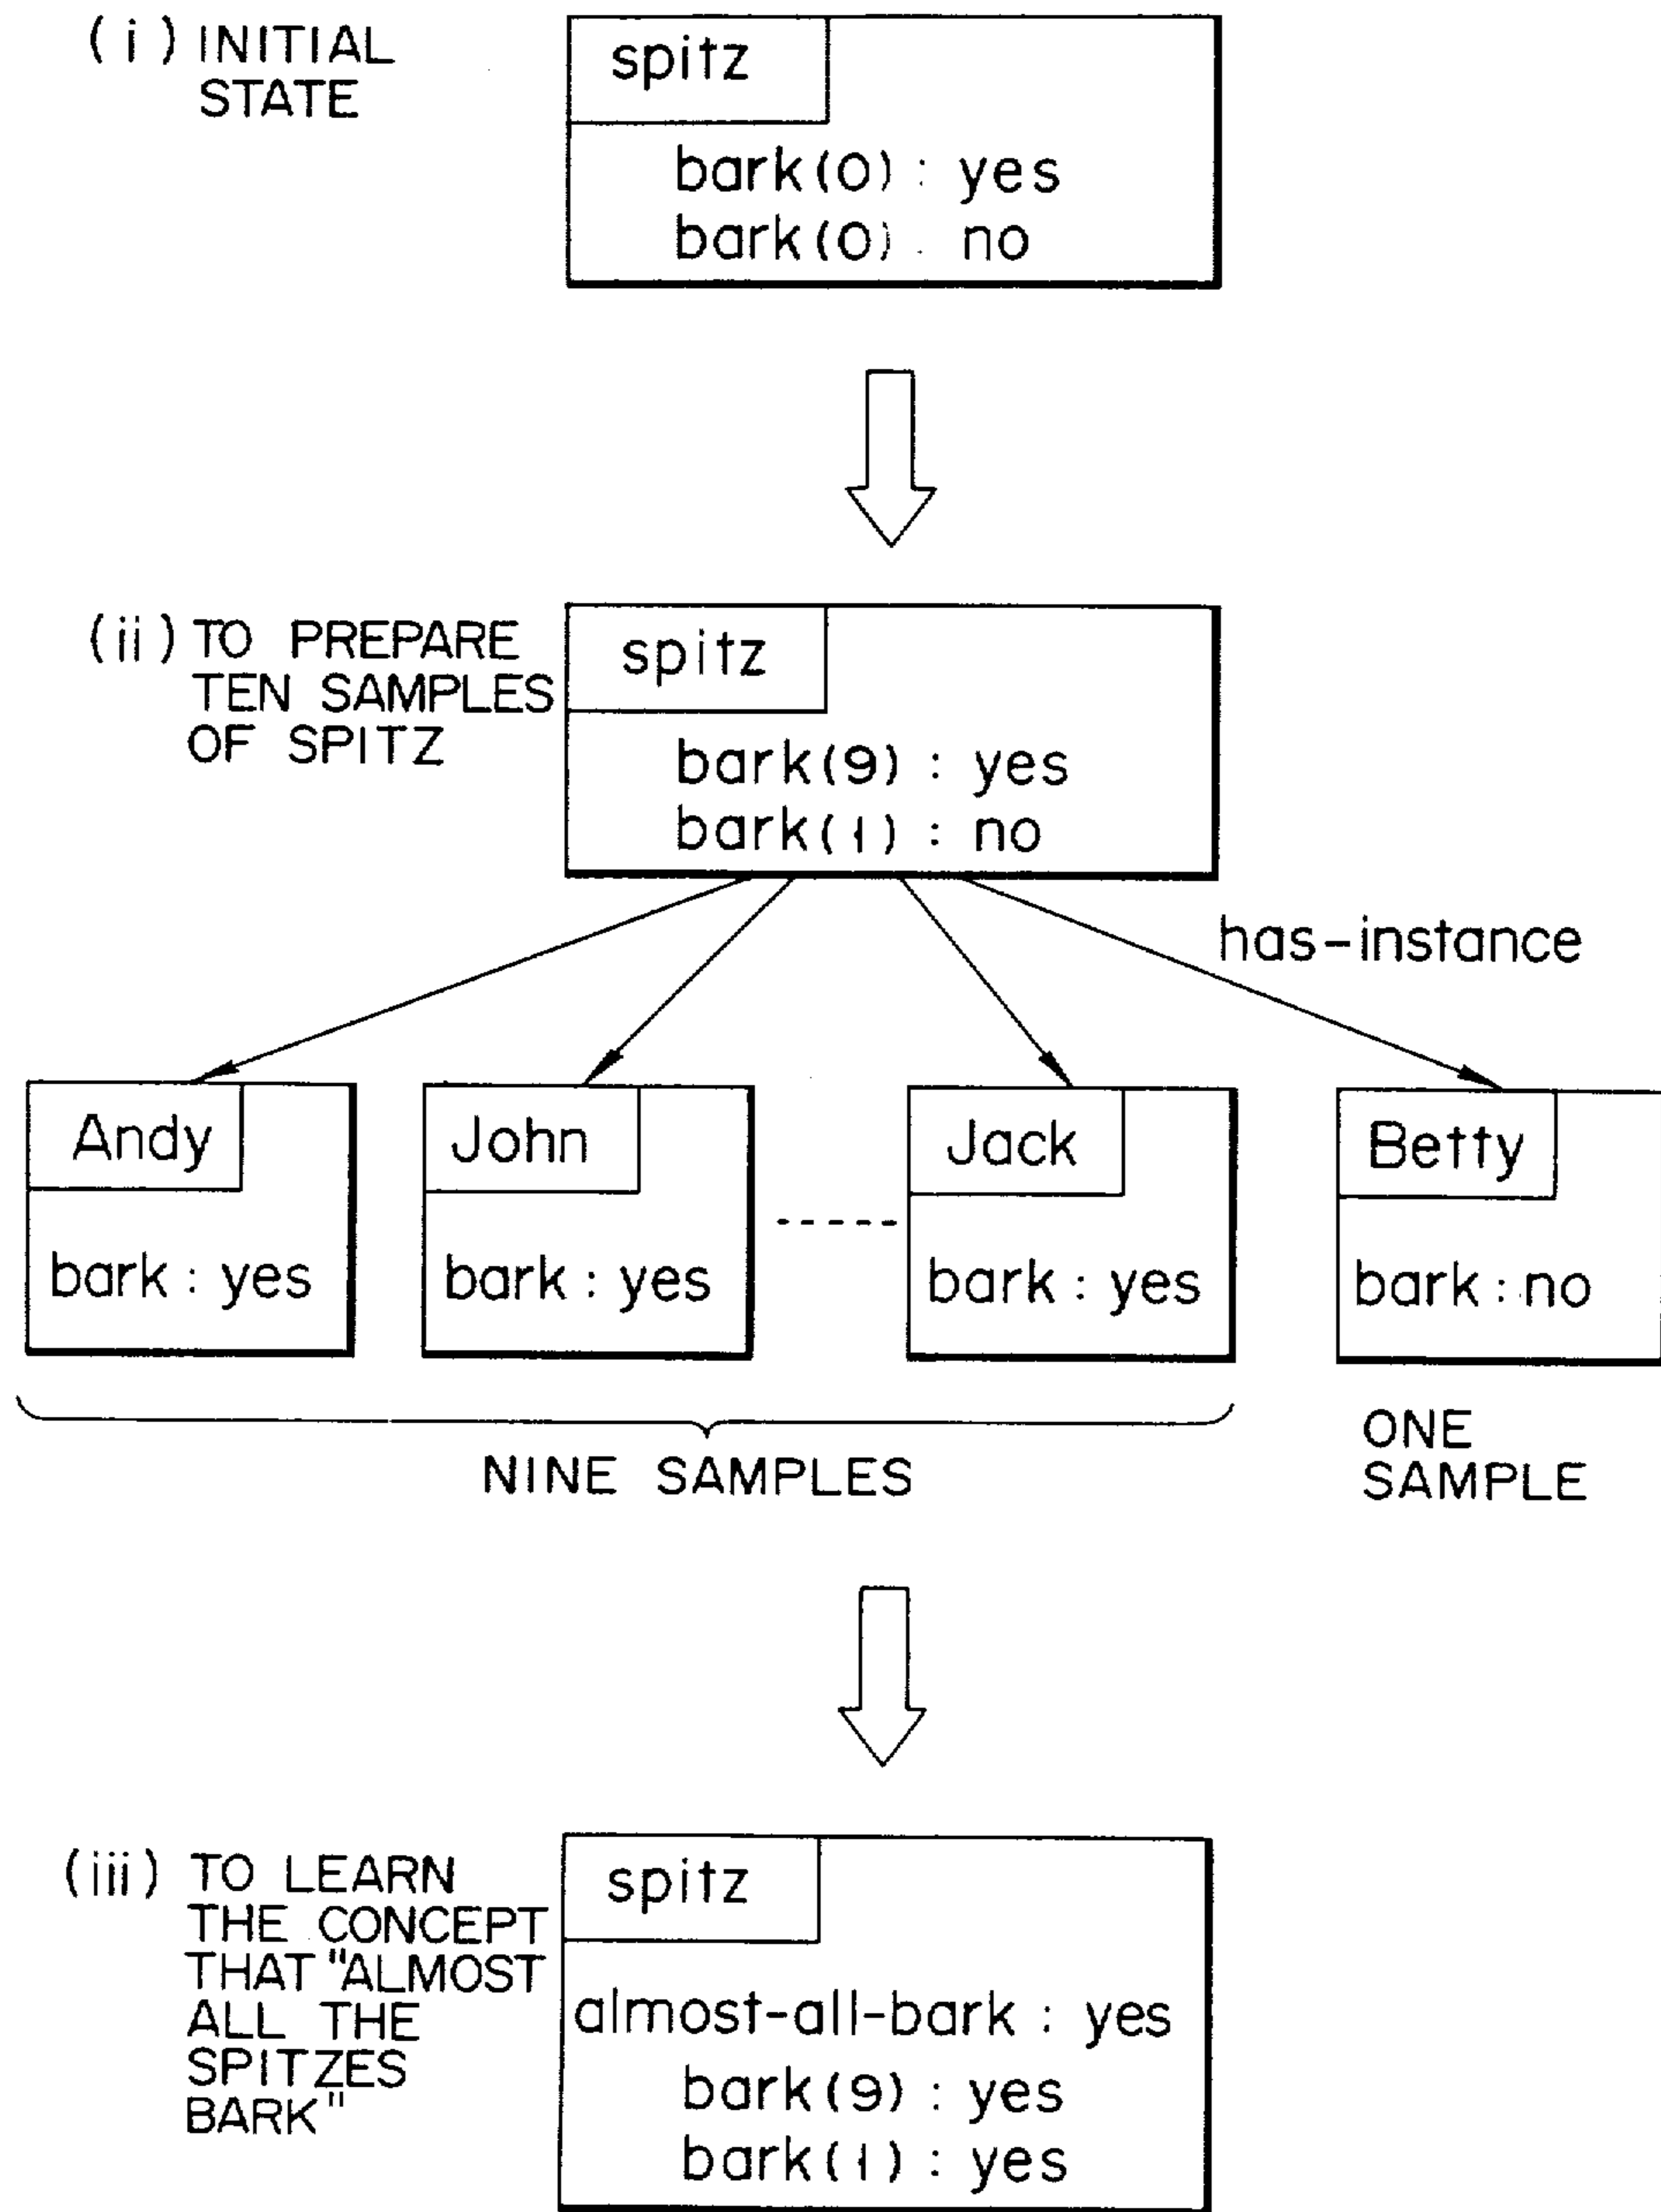 (i) INITIAL
STATE
spitz
bark(0) : yes
bark(0) : no
(ii) TO PREPARE
TEN SAMPLES
OF SPITZ
spitz
bark(9) : yes
bark(1) : no
has-instance
Andy
bark : yes
John
bark : yes
-----
Jack
bark : yes
Betty
bark : no
NINE SAMPLES
ONE
SAMPLE
(iii) TO LEARN
THE CONCEPT
THAT "ALMOST
ALL THE
SPITZES
BARK"
spitz
almost-all-bark : yes
bark(9) : yes
bark(1) : yes